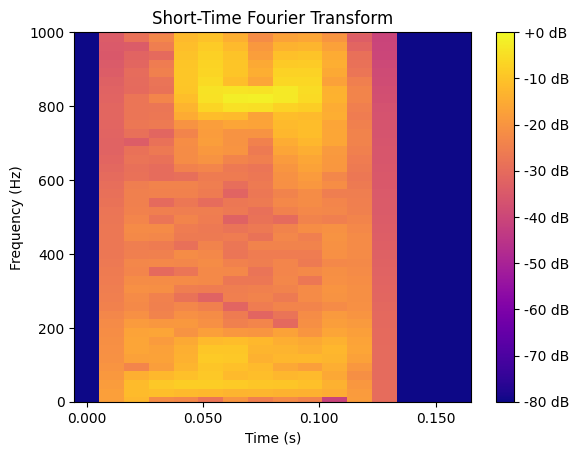 Short-Time Fourier Transform
1000
800
600
400
200
0
Frequency (Hz)
0.000
0.050
0.100
0.150
Time (s)
+0 dB
-10 dB
-20 dB
-30 dB
-40 dB
-50 dB
-60 dB
-70 dB
-80 dB